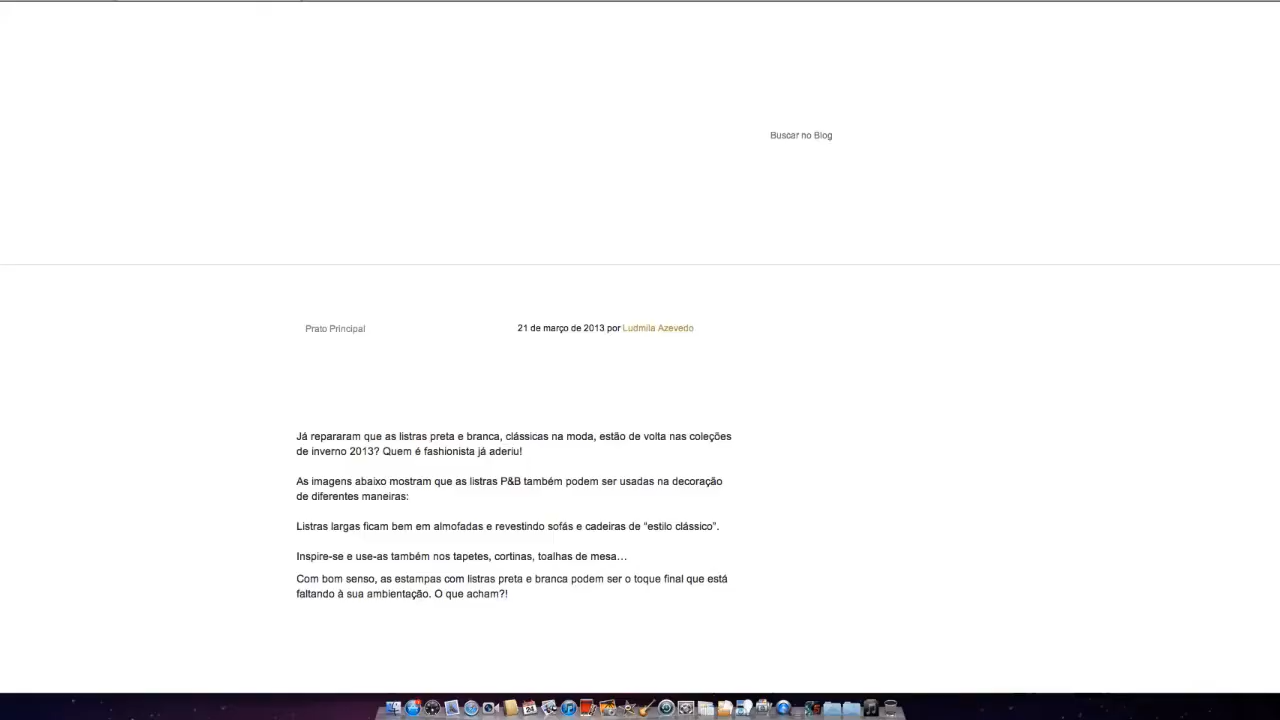 Buscar no Blog
Prato Principal
21 de março de 2013 por Ludmila Azevedo
Já repararam que as listras preta e branca, clássicas na moda, estão de volta nas coleções
de inverno 2013? Quem é fashionista já aderiu!
As imagens abaixo mostram que as listras P&B também podem ser usadas na decoração
de diferentes maneiras:
Listras largas ficam bem em almofadas e revestindo sofás e cadeiras de "estilo clássico".
Inspire-se e use-as também nos tapetes, cortinas, toalhas de mesa…
Com bom senso, as estampas com listras preta e branca podem ser o toque final que está
faltando à sua ambientação. O que acham?!
24